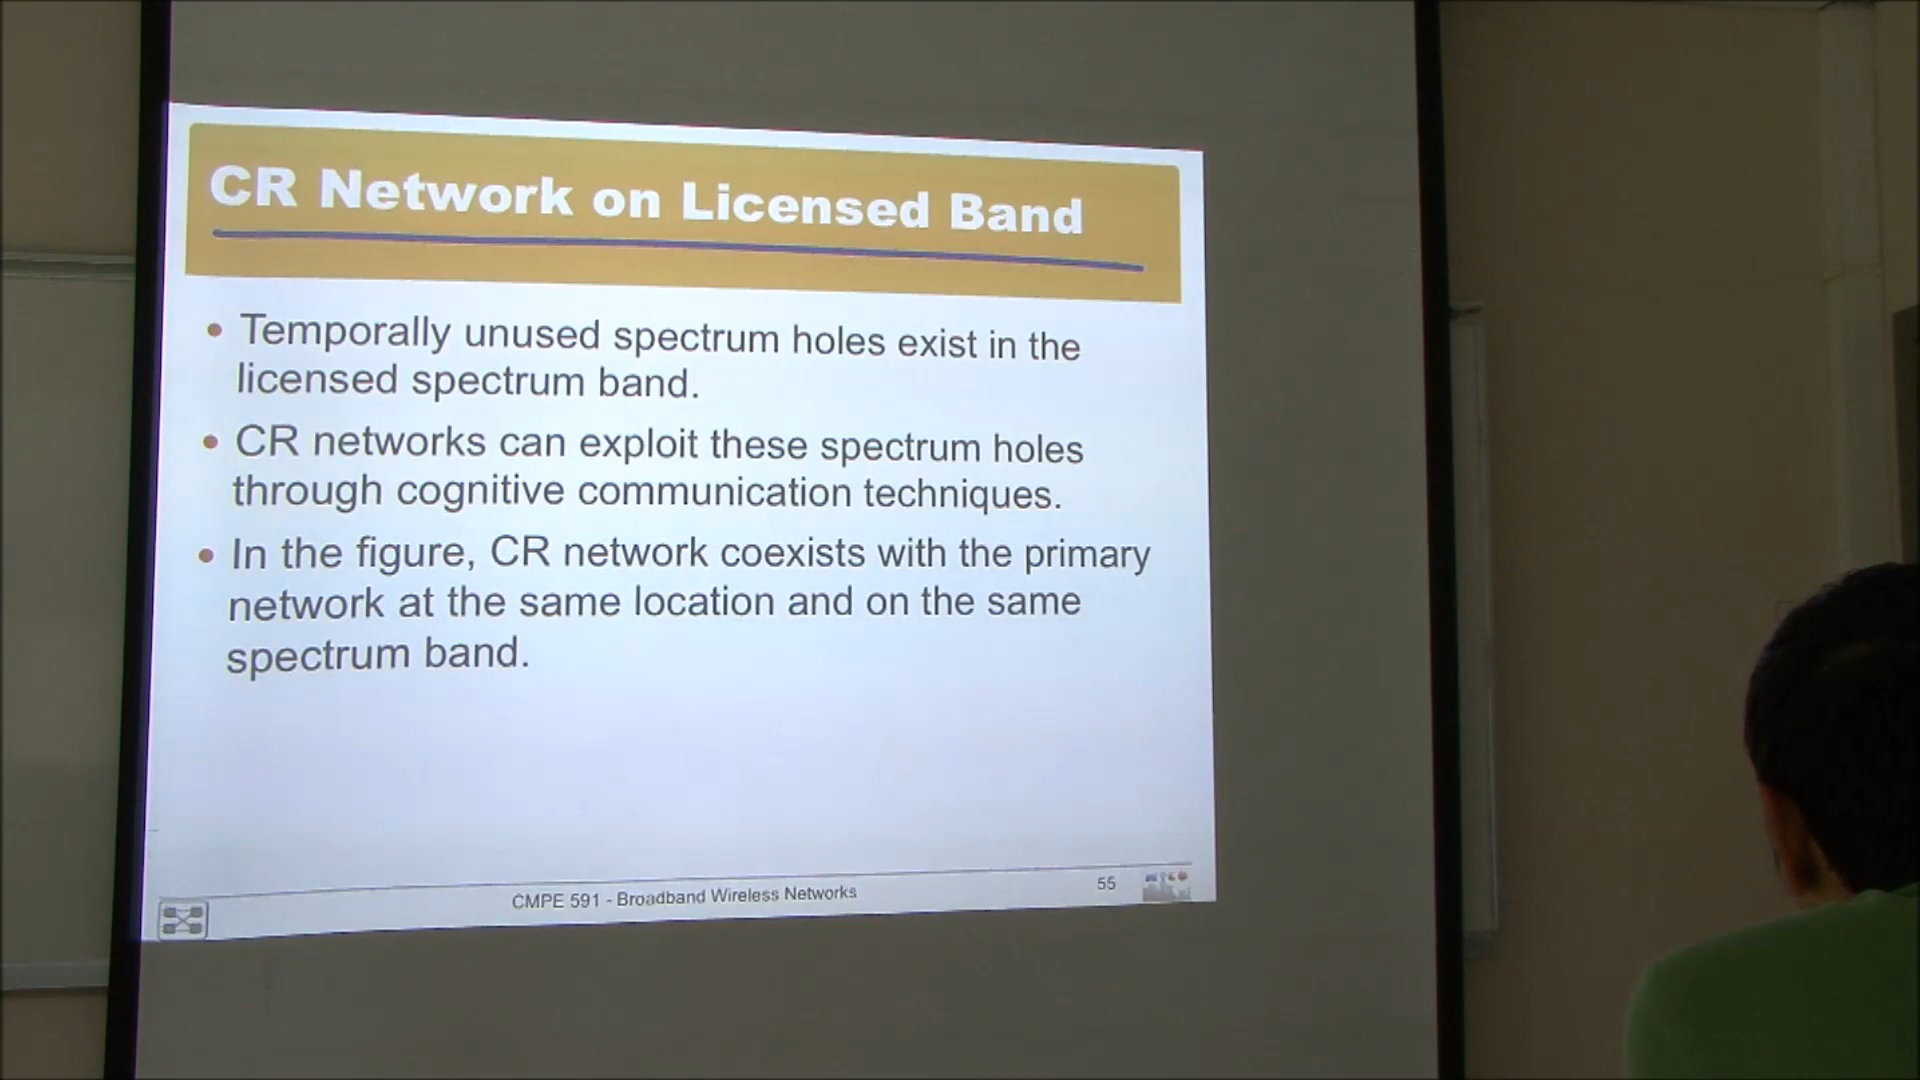 CR Network on Licensed Band
• Temporally unused spectrum holes exist in the
licensed spectrum band.
• CR networks can exploit these spectrum holes
through cognitive communication techniques.
• In the figure, CR network coexists with the primary
network at the same location and on the same
spectrum band.
CMPE 591 - Broadband Wireless Networks
55